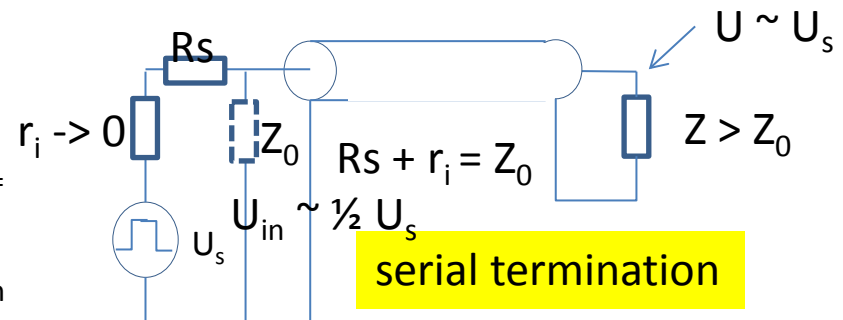 Rs
U ~ Uₛ
rᵢ -> 0
Z₀
Z > Z₀
Rs + rᵢ = Z₀
=
Uᵢₙ ~ ½ Uₛ
Uₛ
serial termination
n